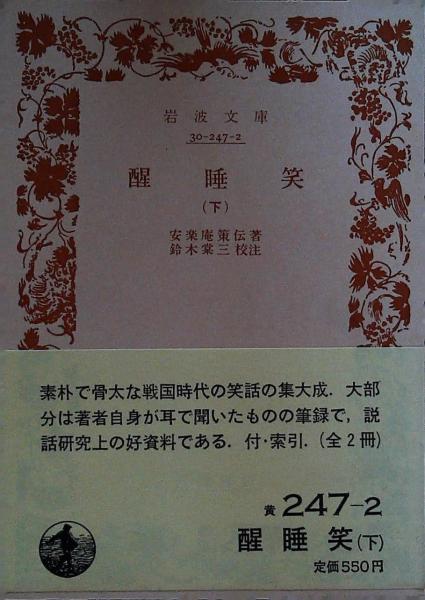 岩波文庫
30-247-2
醒睡笑
(下)
安楽庵策伝著
鈴木棠三校注
素朴で骨太な戦国時代の笑話の集大成．大部
分は著者自身が耳で聞いたものの筆録で，説
話研究上の好資料である．付・索引．(全2冊)
黄 247-2
醒睡笑(下)
定価550円